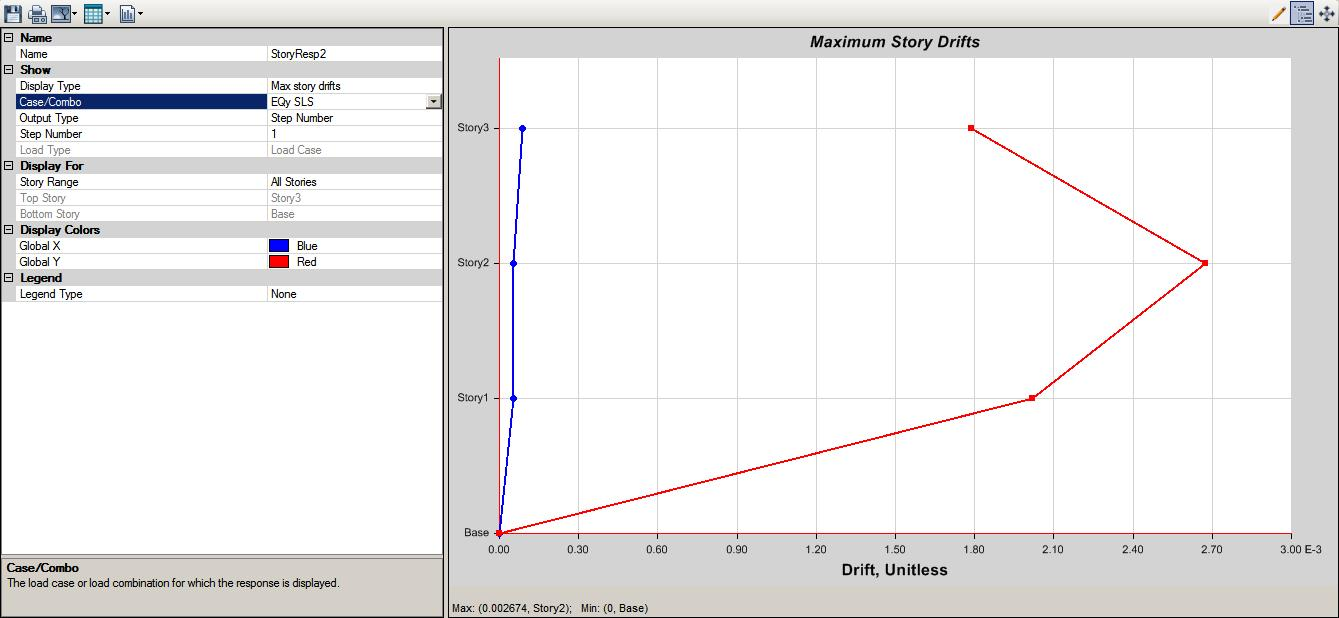 Name
Name StoryResp2
Show
Display Type Max story drifts
Case/Combo EQy SLS
Output Type Step Number
Step Number 1
Load Type Load Case
Display For
Story Range All Stories
Top Story Story3
Bottom Story Base
Display Colors
Global X Blue
Global Y Red
Legend
Legend Type None
Case/Combo
The load case or load combination for which the response is displayed.
Maximum Story Drifts
Story3
Story2
Story1
Base
0.00 0.30 0.60 0.90 1.20 1.50 1.80 2.10 2.40 2.70 3.00 E-3
Drift, Unitless
Max: (0.002674, Story2); Min: (0, Base)